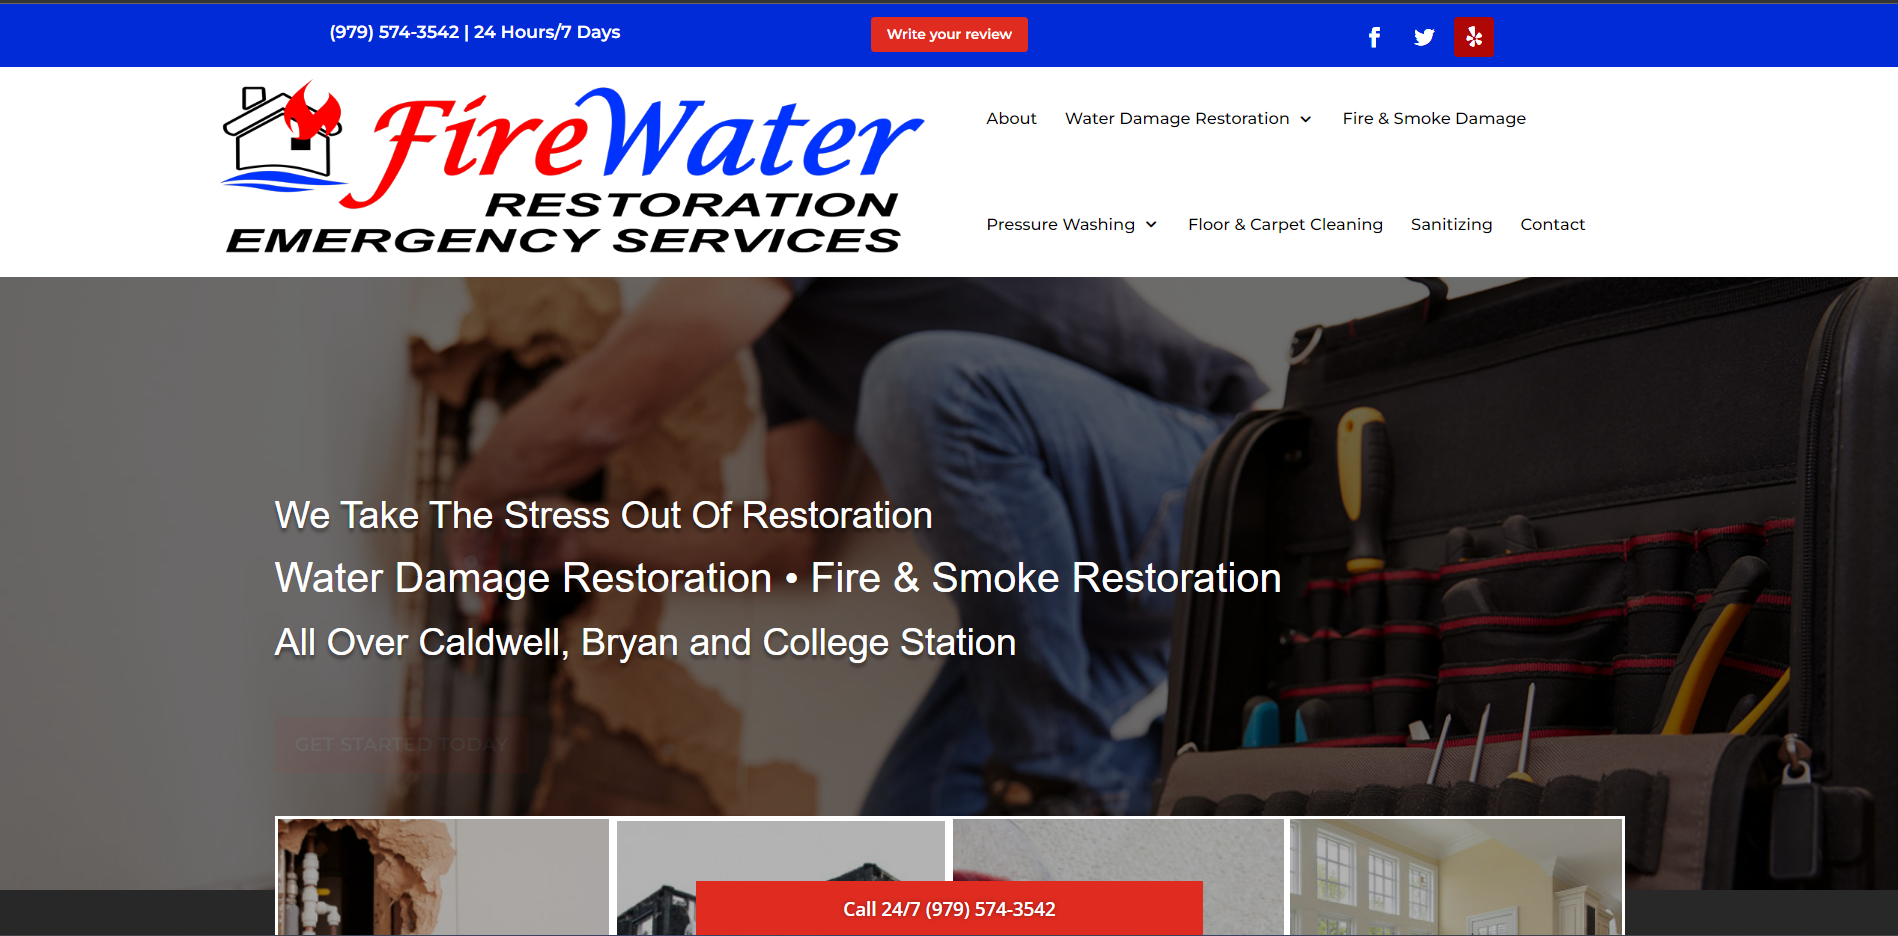 (979) 574-3542 | 24 Hours/7 Days
Write your review
FireWater
RESTORATION
EMERGENCY SERVICES
About
Water Damage Restoration
Fire & Smoke Damage
Pressure Washing
Floor & Carpet Cleaning
Sanitizing
Contact
We Take The Stress Out Of Restoration
Water Damage Restoration • Fire & Smoke Restoration
All Over Caldwell, Bryan and College Station
GET STARTED TODAY
Call 24/7 (979) 574-3542